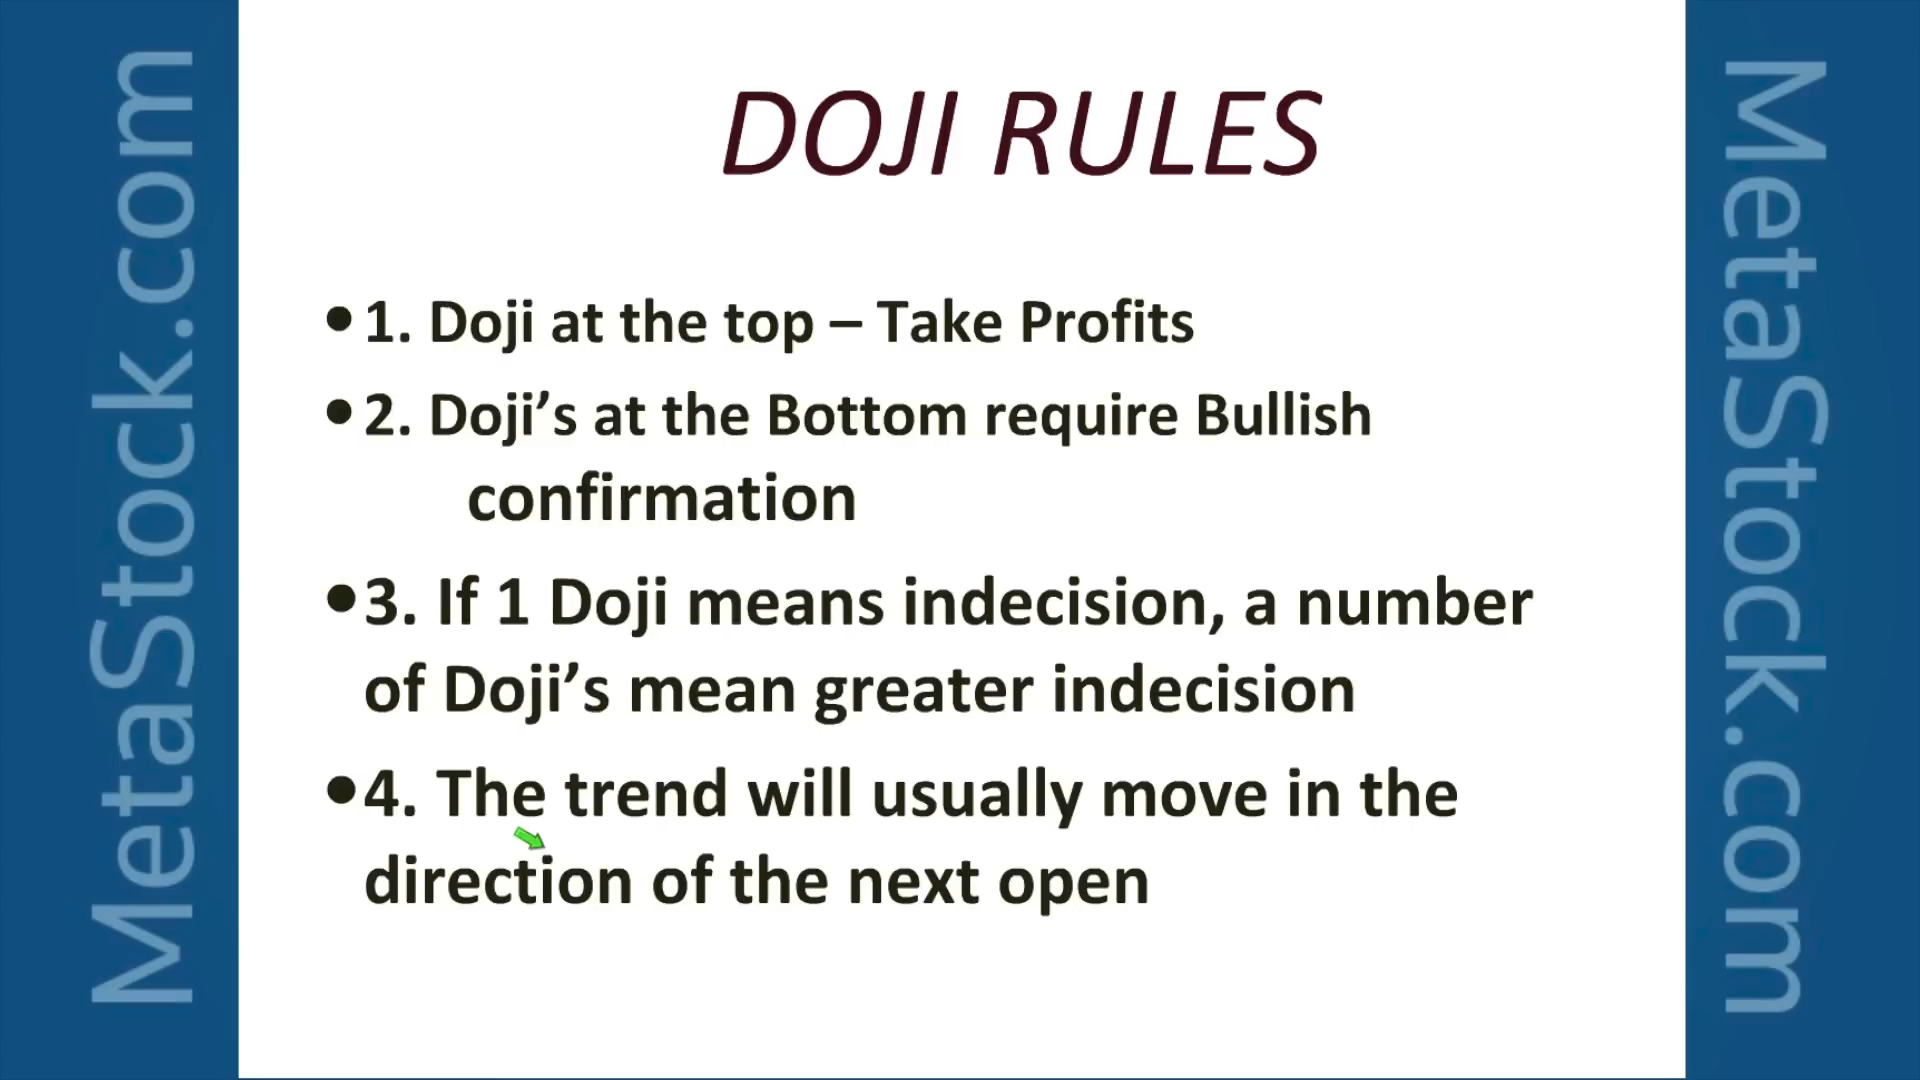 MetaStock.com
DOJI RULES
• 1. Doji at the top – Take Profits
• 2. Doji’s at the Bottom require Bullish
confirmation
• 3. If 1 Doji means indecision, a number
of Doji’s mean greater indecision
• 4. The trend will usually move in the
direction of the next open
MetaStock.com